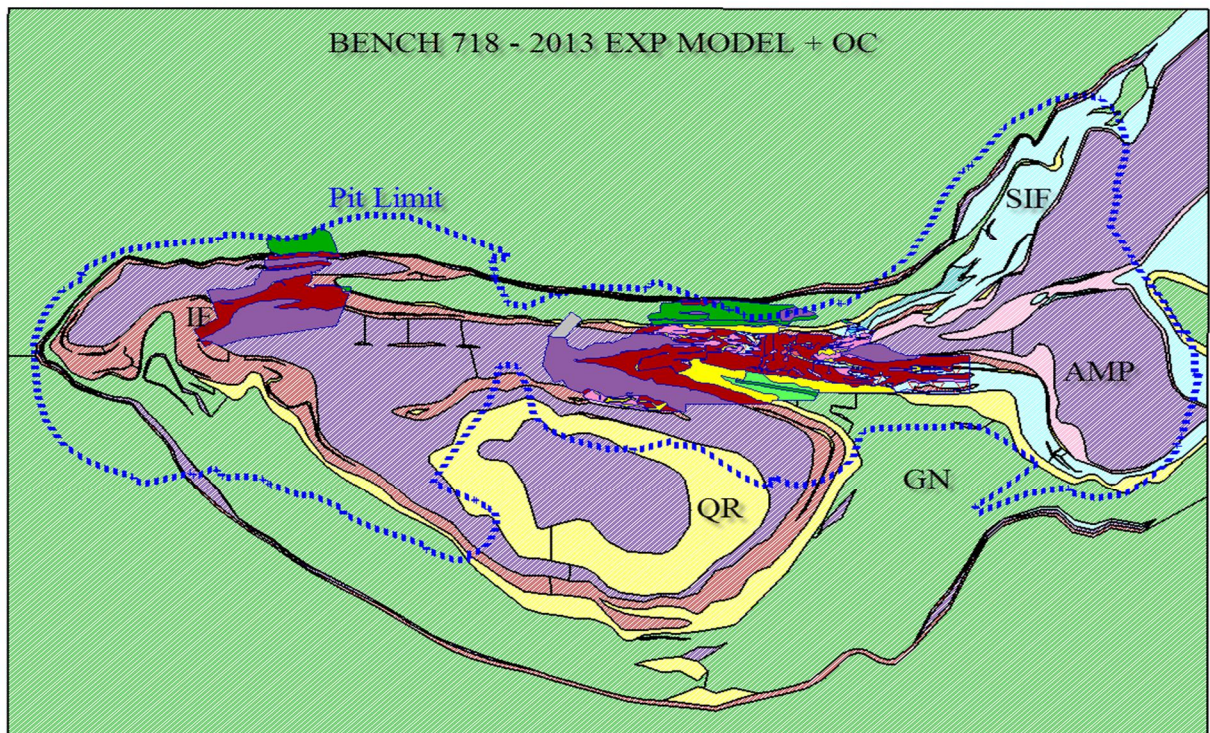 BENCH 718 - 2013 EXP MODEL + OC
Pit Limit
SIF
IF
AMP
GN
QR